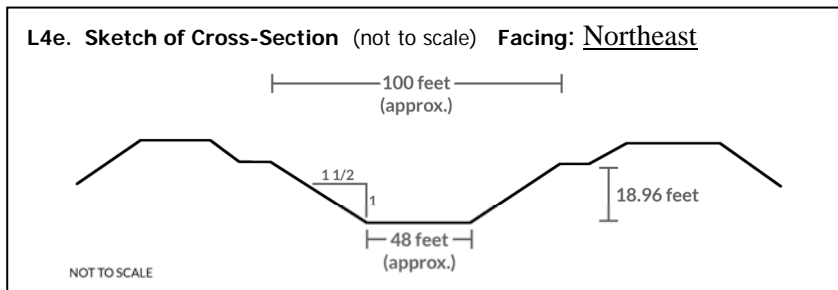 L4e. Sketch of Cross-Section (not to scale) Facing: Northeast
100 feet
(approx.)
1 1/2
1
18.96 feet
48 feet
(approx.)
NOT TO SCALE